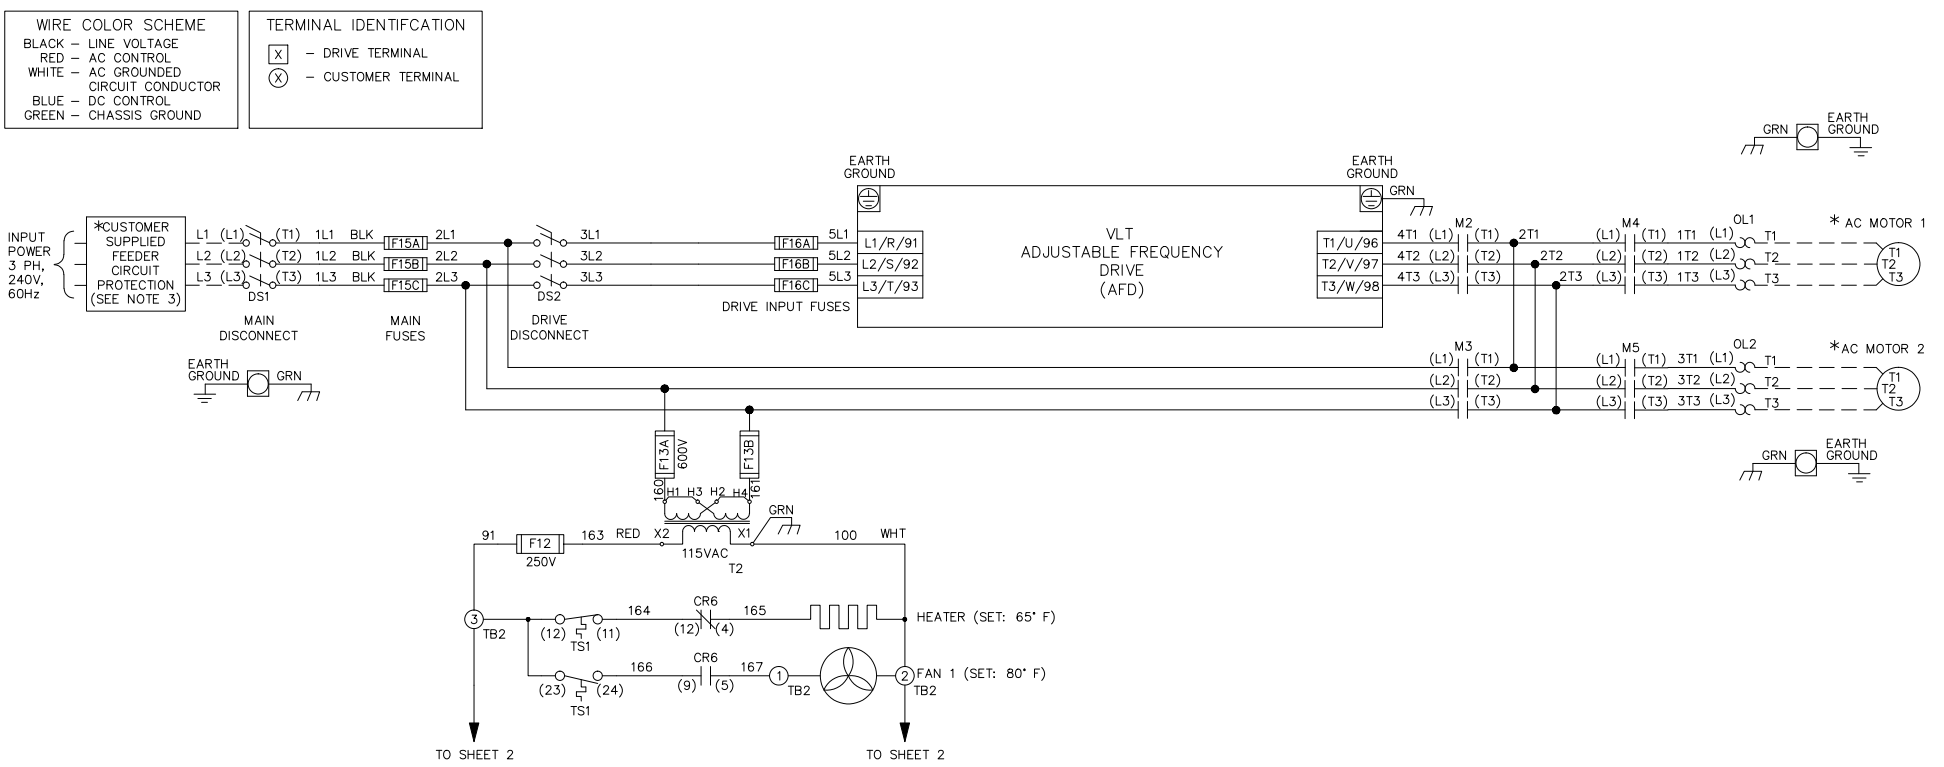 WIRE COLOR SCHEME
BLACK – LINE VOLTAGE
RED – AC CONTROL
WHITE – AC GROUNDED
CIRCUIT CONDUCTOR
BLUE – DC CONTROL
GREEN – CHASSIS GROUND
TERMINAL IDENTIFCATION
X – DRIVE TERMINAL
X – CUSTOMER TERMINAL
GRN
EARTH
GROUND
INPUT
POWER
3 PH,
240V,
60Hz
*CUSTOMER
SUPPLIED
FEEDER
CIRCUIT
PROTECTION
(SEE NOTE 3)
L1 (L1) (T1) 1L1 BLK F15A 2L1 3L1 F16A 5L1 L1/R/91
L2 (L2) (T2) 1L2 BLK F15B 2L2 3L2 F16B 5L2 L2/S/92
L3 (L3) (T3) 1L3 BLK F15C 2L3 3L3 F16C 5L3 L3/T/93
DS1
MAIN
DISCONNECT
MAIN
FUSES
DS2
DRIVE
DISCONNECT
DRIVE INPUT FUSES
EARTH
GROUND
VLT
ADJUSTABLE FREQUENCY
DRIVE
(AFD)
EARTH
GROUND
GRN
M2 M4 OL1 * AC MOTOR 1
T1/U/96 4T1 (L1) (T1) 2T1 (L1) (T1) 1T1 (L1) T1 T1
T2/V/97 4T2 (L2) (T2) 2T2 (L2) (T2) 1T2 (L2) T2 T2
T3/W/98 4T3 (L3) (T3) 2T3 (L3) (T3) 1T3 (L3) T3 T3
M3 M5 OL2 *AC MOTOR 2
(L1) (T1) (L1) (T1) 3T1 (L1) T1 T1
(L2) (T2) (L2) (T2) 3T2 (L2) T2 T2
(L3) (T3) (L3) (T3) 3T3 (L3) T3 T3
EARTH
GROUND GRN
GRN
EARTH
GROUND
F13A
600V
F13B
160
161
H1 H3 H2 H4
GRN
91 F12 163 RED X2 X1 100 WHT
250V
115VAC
T2
3
TB2
164 CR6 165
(12) (11) (12) (4)
TS1
HEATER (SET: 65° F)
166 CR6 167 1 2 FAN 1 (SET: 80° F)
(23) (24) (9) (5) TB2 TB2
TS1
TO SHEET 2
TO SHEET 2